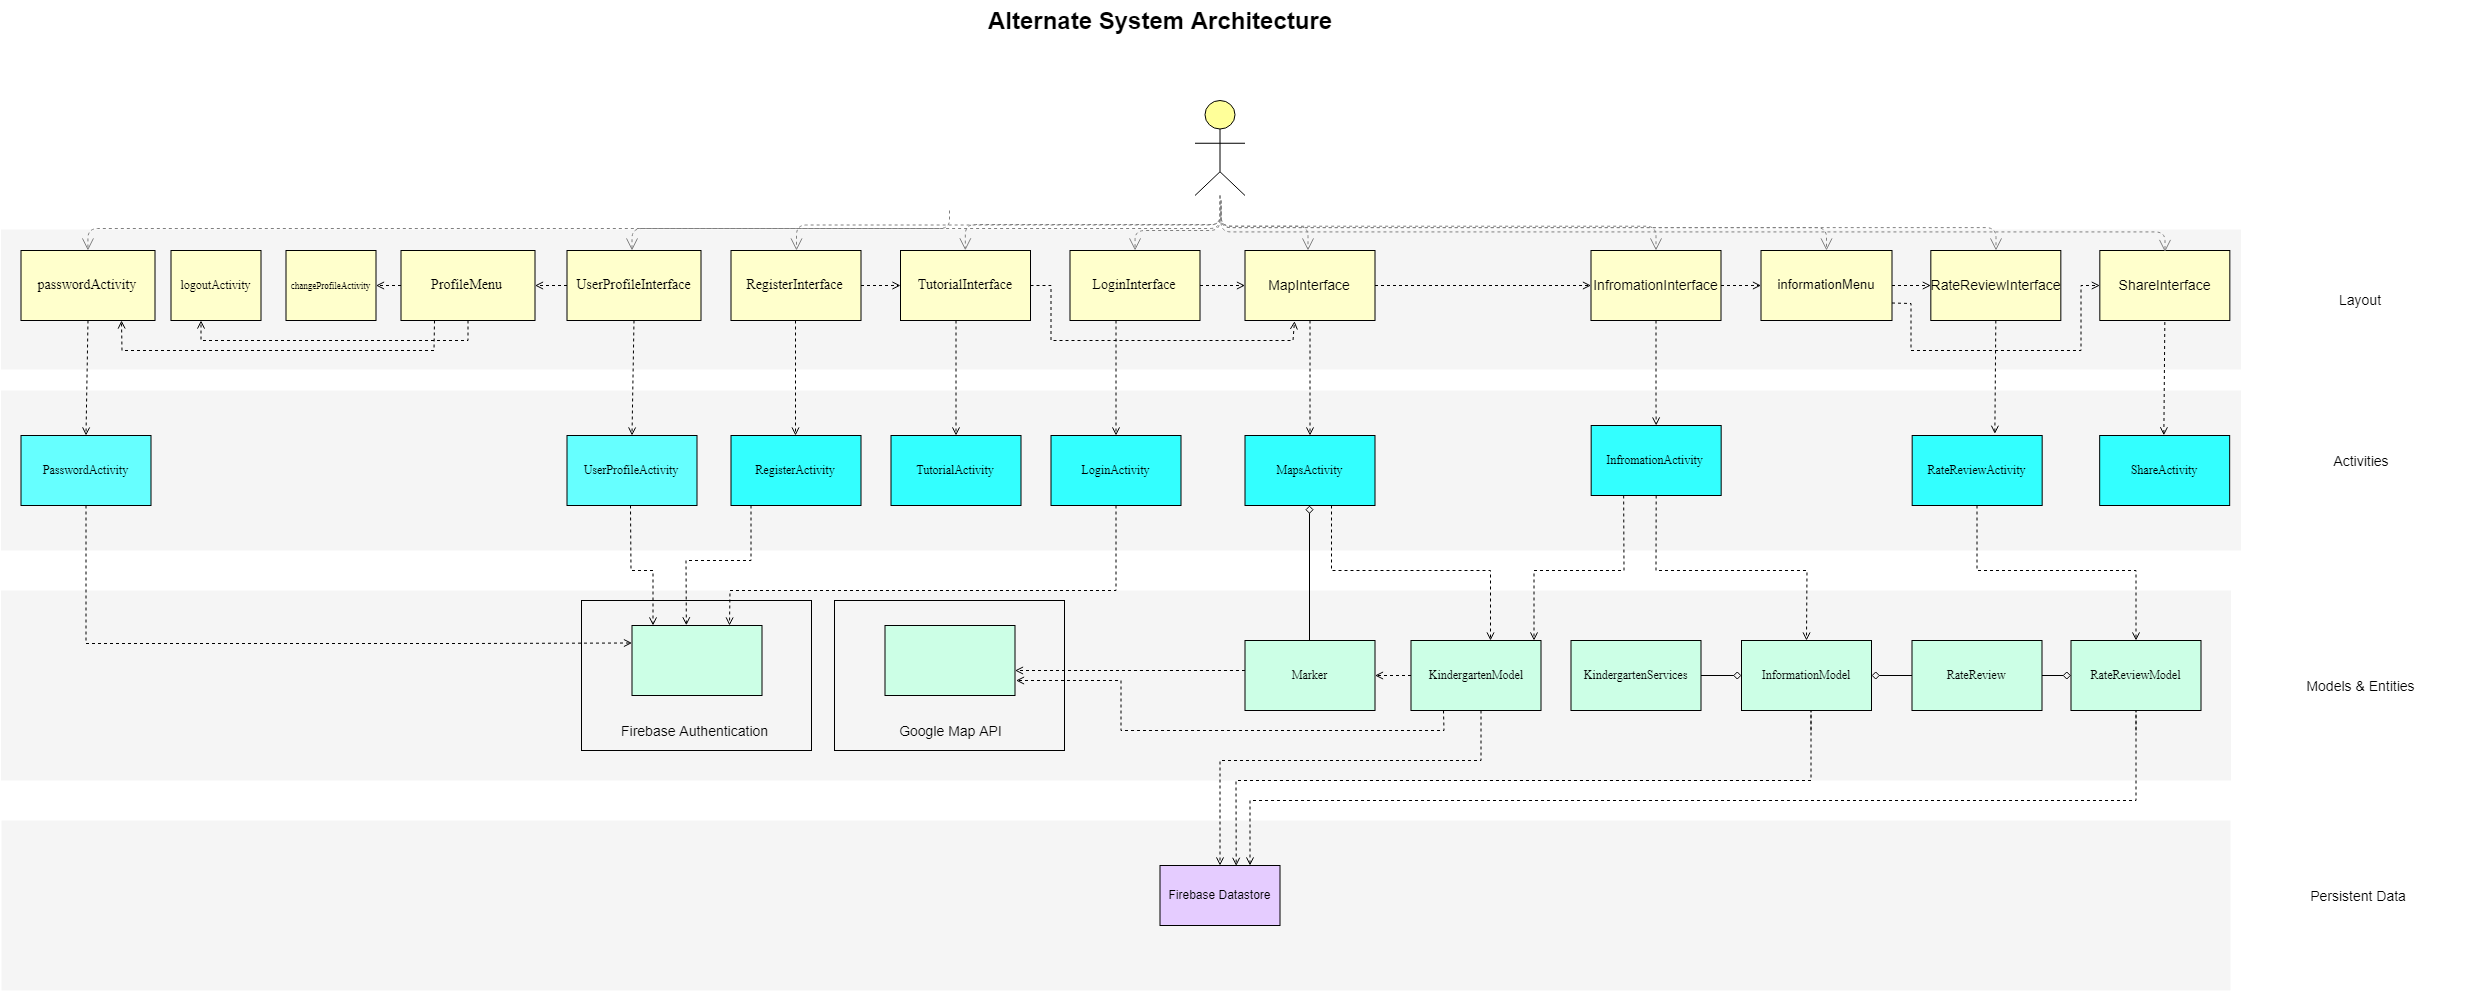 Alternate System Architecture
passwordActivity
logoutActivity
changeProfileActivity
ProfileMenu
UserProfileInterface
RegisterInterface
TutorialInterface
LoginInterface
MapInterface
InfromationInterface
informationMenu
RateReviewInterface
ShareInterface
Layout
PasswordActivity
UserProfileActivity
RegisterActivity
TutorialActivity
LoginActivity
MapsActivity
InfromationActivity
RateReviewActivity
ShareActivity
Activities
Marker
KindergartenModel
KindergartenServices
InformationModel
RateReview
RateReviewModel
Models & Entities
Firebase Authentication
Google Map API
Firebase Datastore
Persistent Data